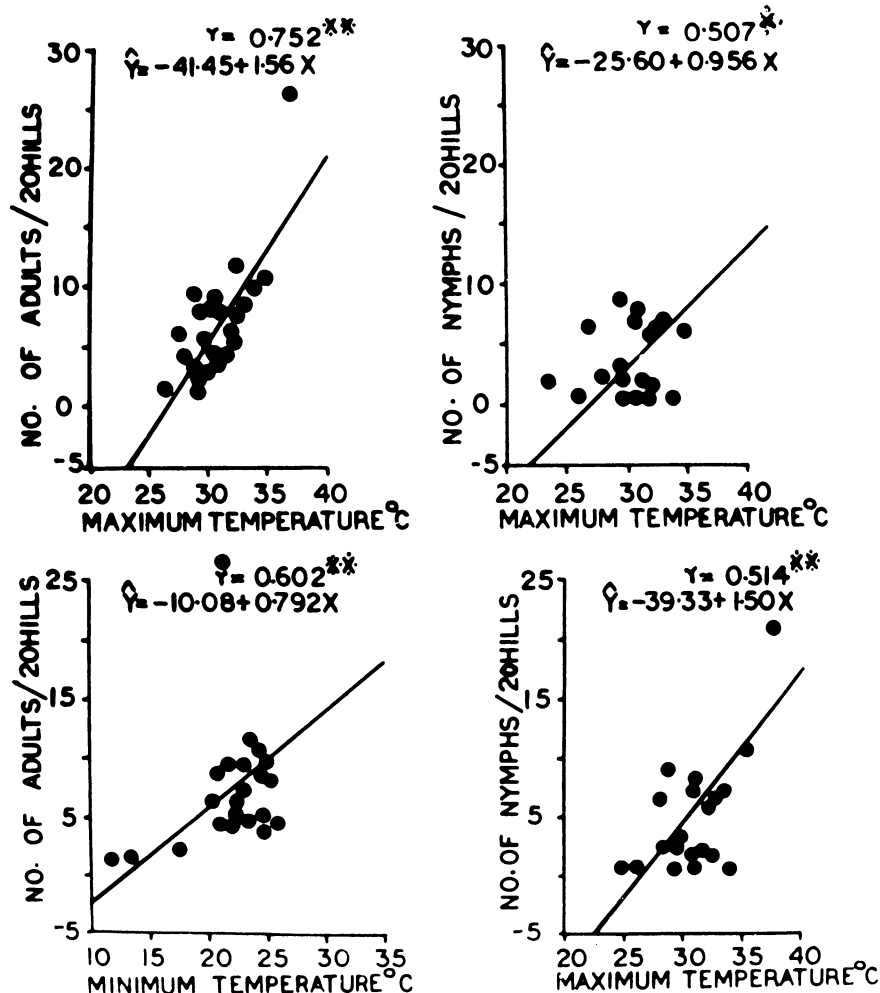 γ= 0.752**
Ŷ= -41.45+1.56 X
NO. OF ADULTS/20HILLS
30
20
10
0
-5
20 25 30 35 40
MAXIMUM TEMPERATURE°C
γ= 0.507*
Ŷ= -25.60+0.956 X
NO. OF NYMPHS / 20HILLS
30
20
10
0
-5
20 25 30 35 40
MAXIMUM TEMPERATURE°C
γ= 0.602**
Ŷ= -10.08+0.792X
NO. OF ADULTS/20HILLS
25
15
5
-5
10 15 20 25 30 35
MINIMUM TEMPERATURE°C
γ= 0.514**
Ŷ= -39.33+1.50X
NO. OF NYMPHS/20HILLS
25
15
5
-5
20 25 30 35 40
MAXIMUM TEMPERATURE°C